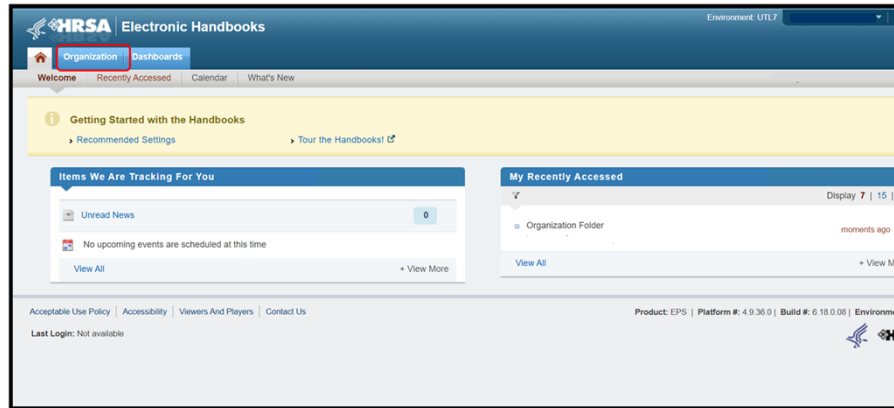 HRSA Electronic Handbooks
Environment: UTL7
Organization Dashboards
Welcome Recently Accessed Calendar What's New
Getting Started with the Handbooks
Recommended Settings Tour the Handbooks!
Items We Are Tracking For You
Unread News 0
No upcoming events are scheduled at this time
View All + View More
My Recently Accessed
Display 7 | 15 |
Organization Folder moments ago
View All + View M
Acceptable Use Policy Accessibility Viewers And Players Contact Us
Product: EPS | Platform #: 4.9.36.0 | Build #: 6.18.0.08 | Environme
Last Login: Not available